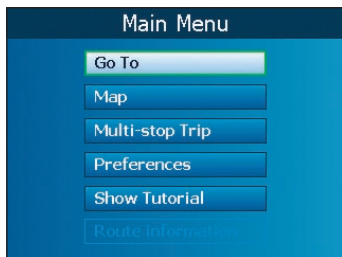 Main Menu
Go To
Map
Multi-stop Trip
Preferences
Show Tutorial
Route Information